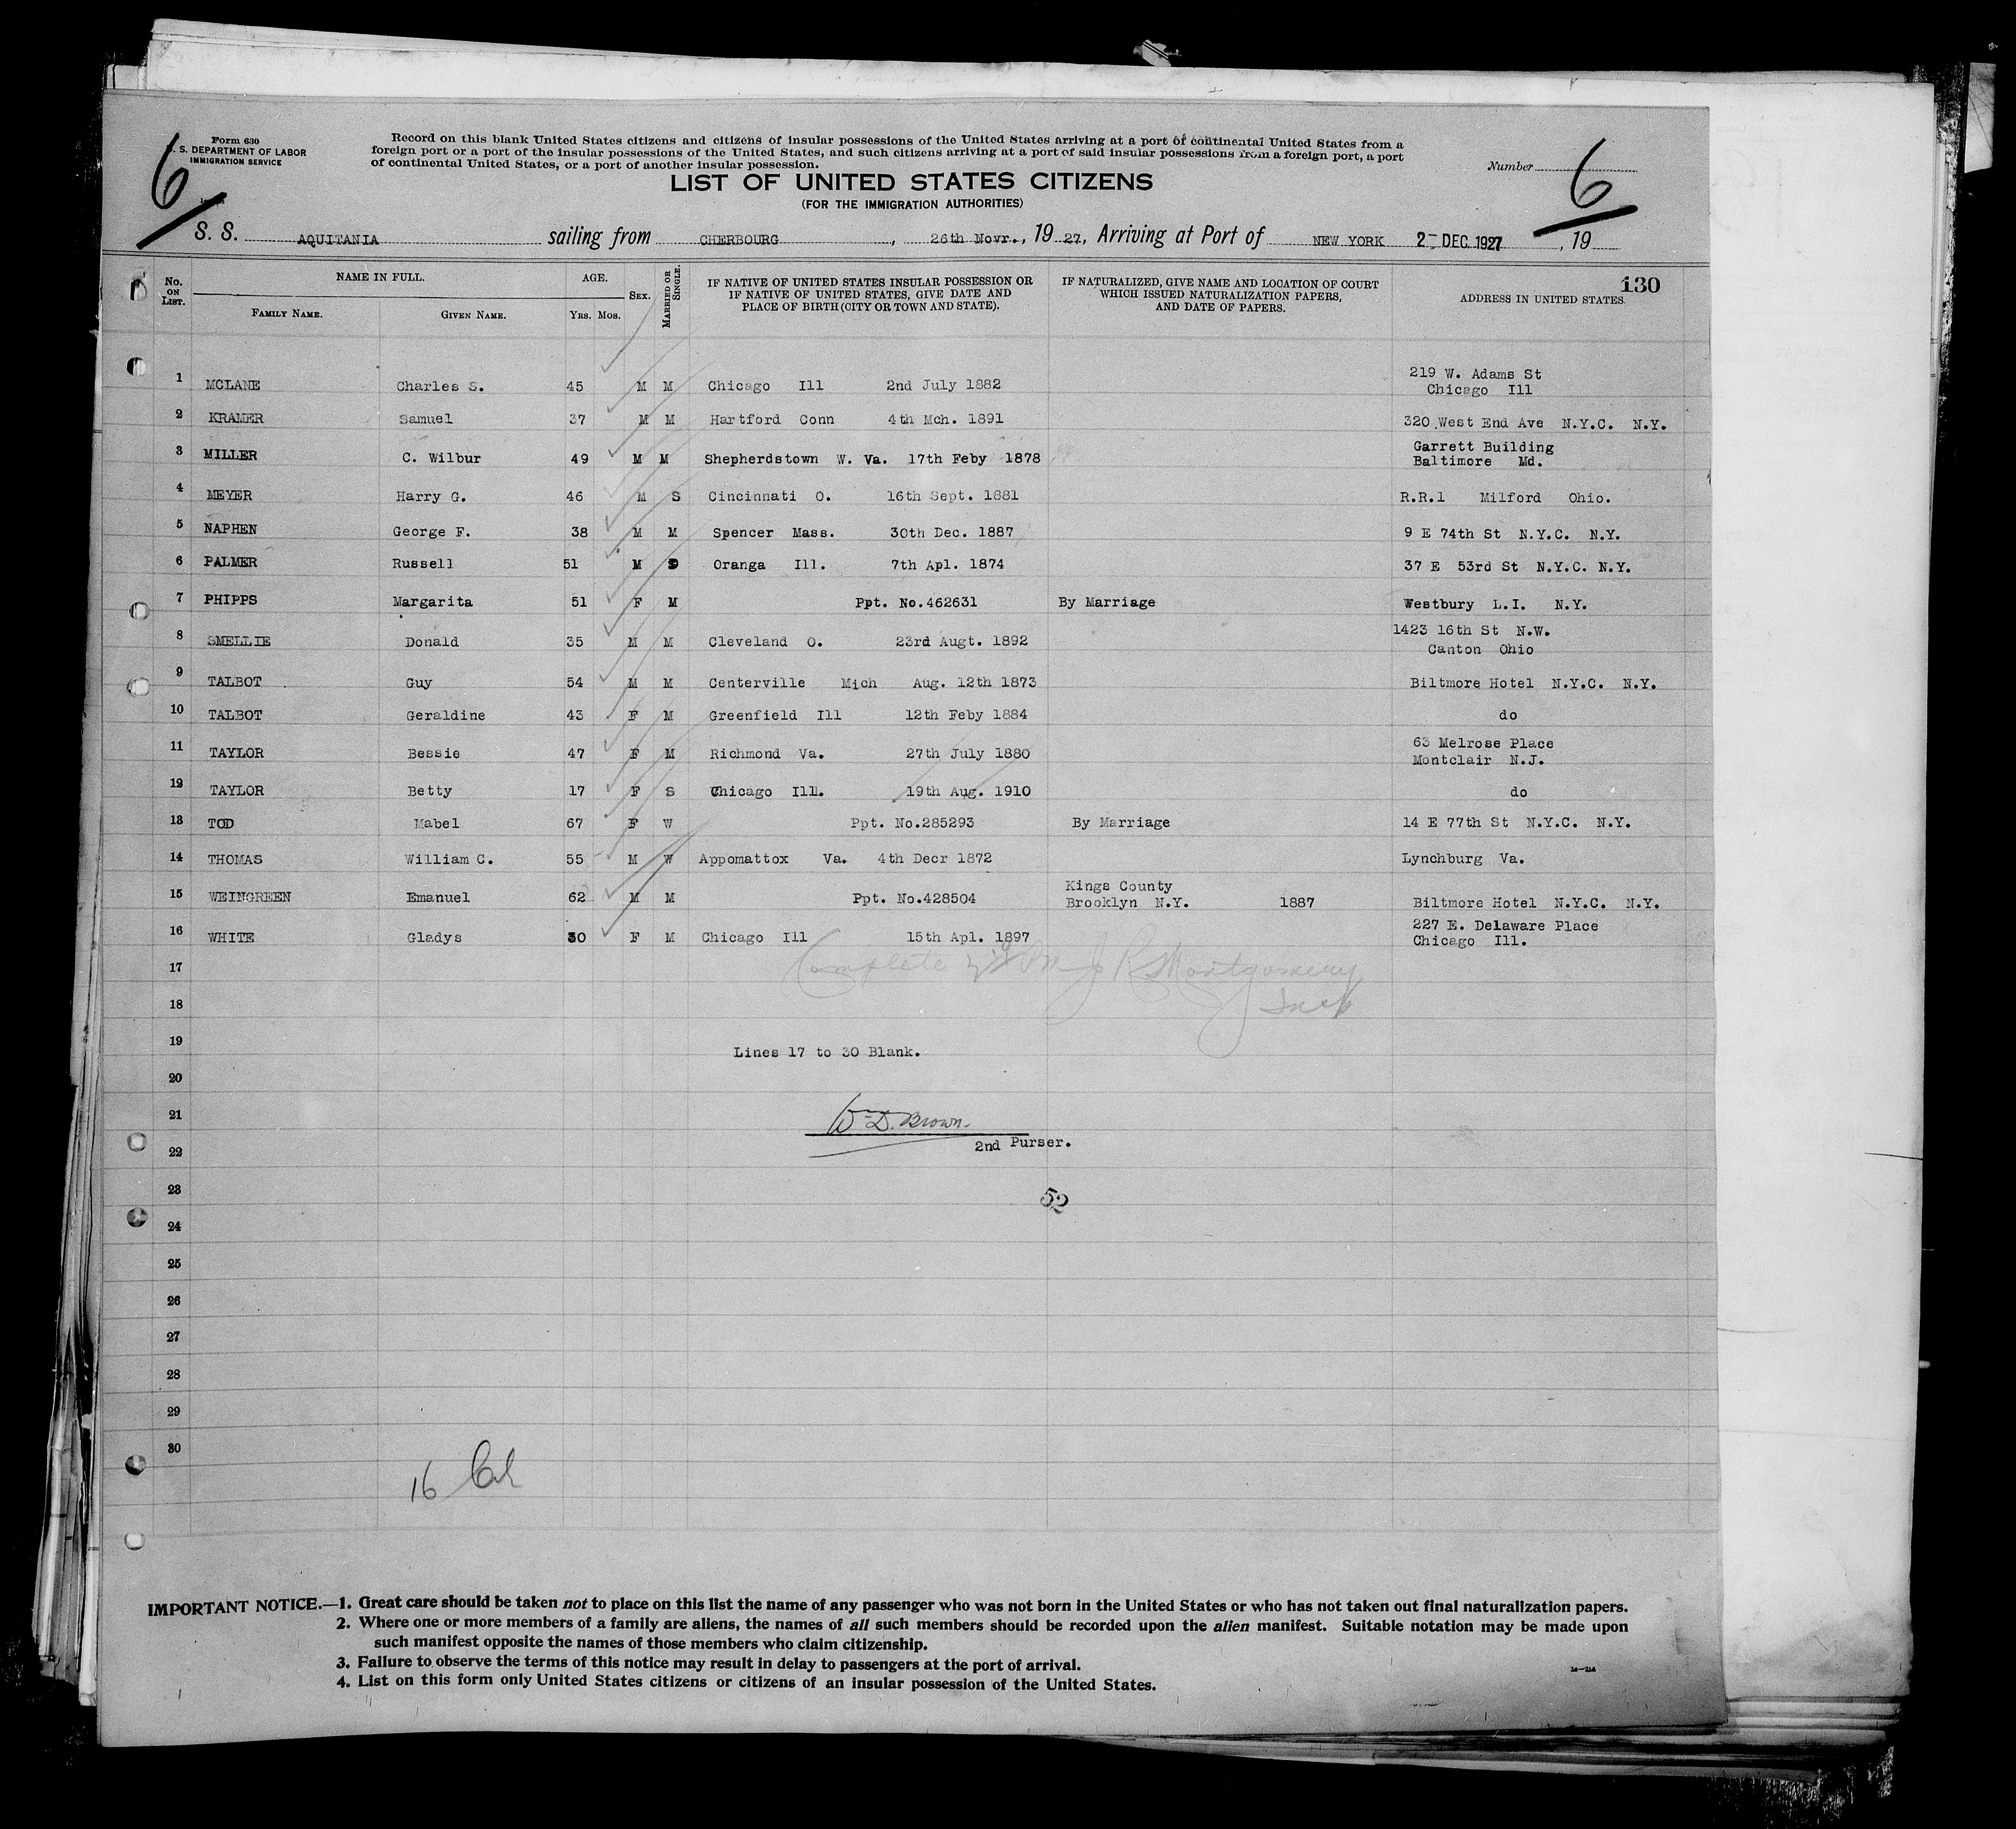 Form 630
U. S. DEPARTMENT OF LABOR
IMMIGRATION SERVICE
Record on this blank United States citizens and citizens of insular possessions of the United States arriving at a port of continental United States from a
foreign port or a port of the insular possessions of the United States, and such citizens arriving at a port of said insular possessions from a foreign port, a port
of continental United States, or a port of another insular possession.
Number
6
6
LIST OF UNITED STATES CITIZENS
(FOR THE IMMIGRATION AUTHORITIES)
S. S. AQUITANIA sailing from CHERBOURG, 26th Novr., 19 27, Arriving at Port of NEW YORK 2- DEC. 1927, 19
130
No. ON LIST. NAME IN FULL. FAMILY NAME. GIVEN NAME. AGE. YRS. MOS. SEX. MARRIED OR SINGLE. IF NATIVE OF UNITED STATES INSULAR POSSESSION OR IF NATIVE OF UNITED STATES, GIVE DATE AND PLACE OF BIRTH (CITY OR TOWN AND STATE). IF NATURALIZED, GIVE NAME AND LOCATION OF COURT WHICH ISSUED NATURALIZATION PAPERS, AND DATE OF PAPERS. ADDRESS IN UNITED STATES.
1 MCLANE Charles S. 45 M M Chicago Ill 2nd July 1882 219 W. Adams St Chicago Ill
2 KRAMER Samuel 37 M M Hartford Conn 4th Mch. 1891 320 West End Ave N.Y.C. N.Y.
3 MILLER C. Wilbur 49 M M Shepherdstown W. Va. 17th Feby 1878 Garrett Building Baltimore Md.
4 MEYER Harry G. 46 M S Cincinnati O. 16th Sept. 1881 R.R.1 Milford Ohio.
5 NAPHEN George F. 38 M M Spencer Mass. 30th Dec. 1887 9 E 74th St N.Y.C. N.Y.
6 PALMER Russell 51 M S Oranga Ill. 7th Apl. 1874 37 E 53rd St N.Y.C. N.Y.
7 PHIPPS Margarita 51 F M Ppt. No.462631 By Marriage Westbury L.I. N.Y.
8 SMELLIE Donald 35 M M Cleveland O. 23rd Augt. 1892 1423 16th St N.W. Canton Ohio
9 TALBOT Guy 54 M M Centerville Mich Aug. 12th 1873 Biltmore Hotel N.Y.C. N.Y.
10 TALBOT Geraldine 43 F M Greenfield Ill 12th Feby 1884 do
11 TAYLOR Bessie 47 F M Richmond Va. 27th July 1880 63 Melrose Place Montclair N.J.
12 TAYLOR Betty 17 F S Chicago Ill. 19th Aug. 1910 do
13 TOD Mabel 67 F W Ppt. No.285293 By Marriage 14 E 77th St N.Y.C. N.Y.
14 THOMAS William C. 55 M W Appomattox Va. 4th Decr 1872 Lynchburg Va.
15 WEINGREEN Emanuel 62 M M Ppt. No.428504 Kings County Brooklyn N.Y. 1887 Biltmore Hotel N.Y.C. N.Y.
16 WHITE Gladys 30 F M Chicago Ill 15th Apl. 1897 227 E. Delaware Place Chicago Ill.
17 Complete Montgomery
18 Insp
19 Lines 17 to 30 Blank.
20
21 Wm D. Brown.
22 2nd Purser.
23 52
24
25
26
27
28
29
30
16
IMPORTANT NOTICE.—1. Great care should be taken not to place on this list the name of any passenger who was not born in the United States or who has not taken out final naturalization papers.
2. Where one or more members of a family are aliens, the names of all such members should be recorded upon the alien manifest. Suitable notation may be made upon
such manifest opposite the names of those members who claim citizenship.
3. Failure to observe the terms of this notice may result in delay to passengers at the port of arrival.
4. List on this form only United States citizens or citizens of an insular possession of the United States.